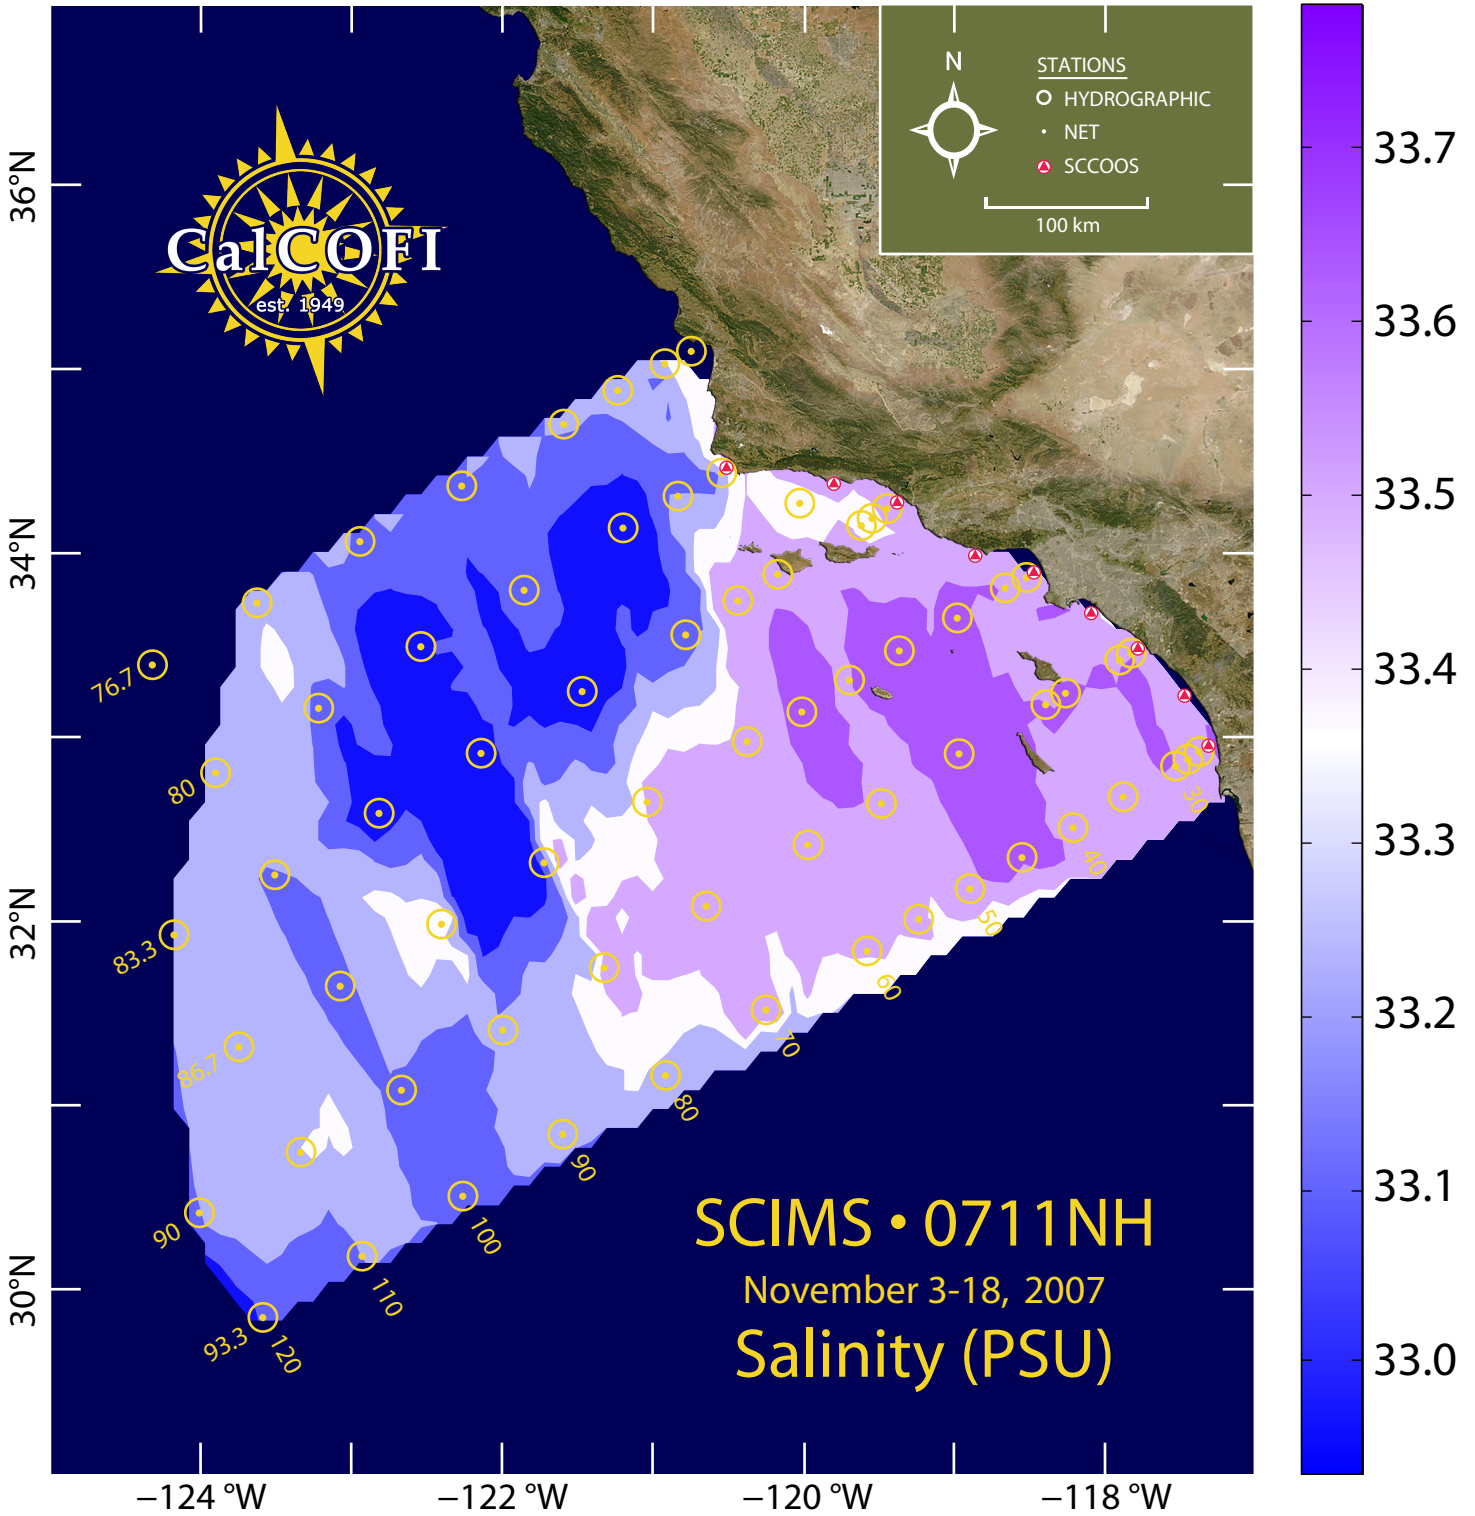 N
STATIONS
HYDROGRAPHIC
NET
SCCOOS
100 km
CalCOFI
est. 1949
36°N
34°N
32°N
30°N
76.7
80
83.3
86.7
90
93.3
30
40
50
60
70
80
90
100
110
120
SCIMS • 0711NH
November 3-18, 2007
Salinity (PSU)
−124 °W
−122 °W
−120 °W
−118 °W
33.7
33.6
33.5
33.4
33.3
33.2
33.1
33.0